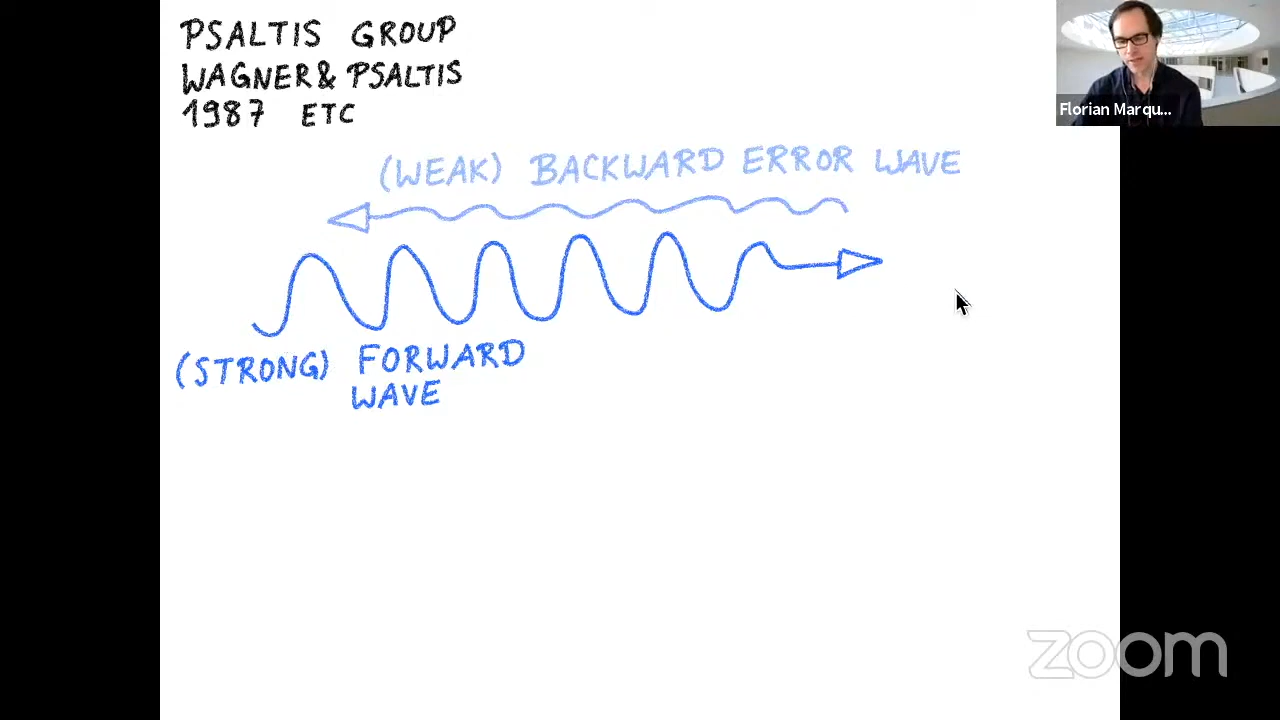 PSALTIS GROUP
WAGNER & PSALTIS
1987 ETC
Florian Marqu...
(WEAK) BACKWARD ERROR WAVE
(STRONG) FORWARD
WAVE
zoom